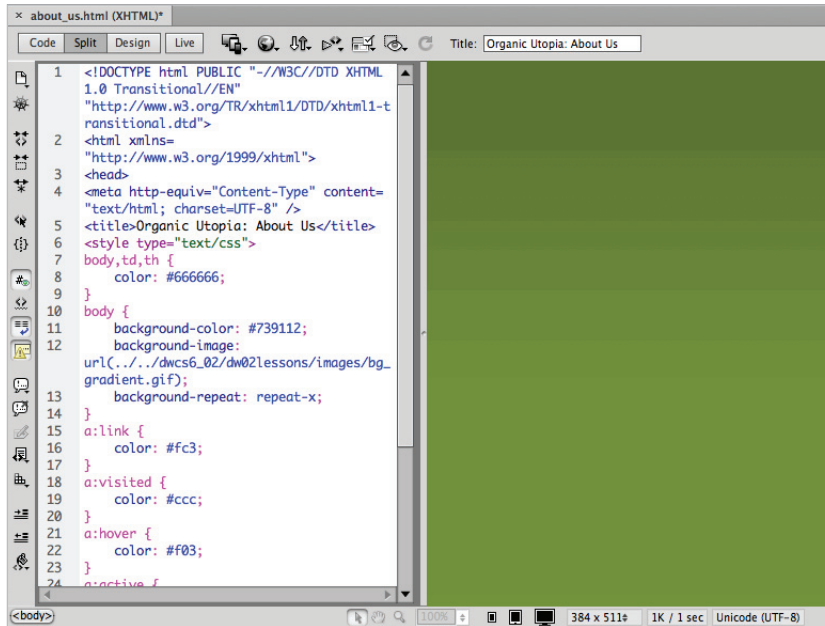 × about_us.html (XHTML)*
Code Split Design Live Title: Organic Utopia: About Us
1 <!DOCTYPE html PUBLIC "-//W3C//DTD XHTML
1.0 Transitional//EN"
"http://www.w3.org/TR/xhtml1/DTD/xhtml1-t
ransitional.dtd">
2 <html xmlns=
"http://www.w3.org/1999/xhtml">
3 <head>
4 <meta http-equiv="Content-Type" content=
"text/html; charset=UTF-8" />
5 <title>Organic Utopia: About Us</title>
6 <style type="text/css">
7 body,td,th {
8 color: #666666;
9 }
10 body {
11 background-color: #739112;
12 background-image:
url(../../dwcs6_02/dw02lessons/images/bg_
gradient.gif);
13 background-repeat: repeat-x;
14 }
15 a:link {
16 color: #fc3;
17 }
18 a:visited {
19 color: #ccc;
20 }
21 a:hover {
22 color: #f03;
23 }
24 a:active {
<body> 100% 384 x 511 1K / 1 sec Unicode (UTF-8)